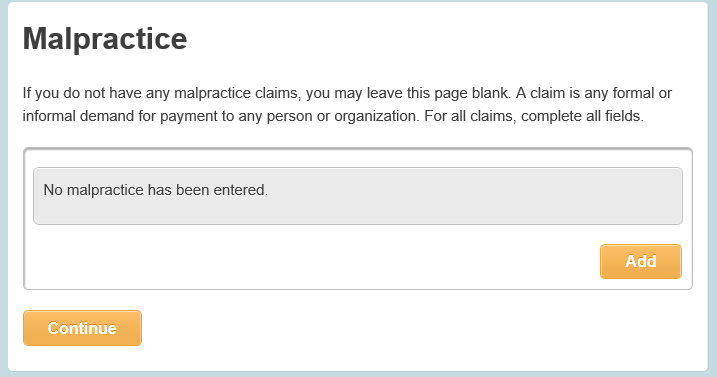 Malpractice
If you do not have any malpractice claims, you may leave this page blank. A claim is any formal or
informal demand for payment to any person or organization. For all claims, complete all fields.
No malpractice has been entered.
Add
Continue